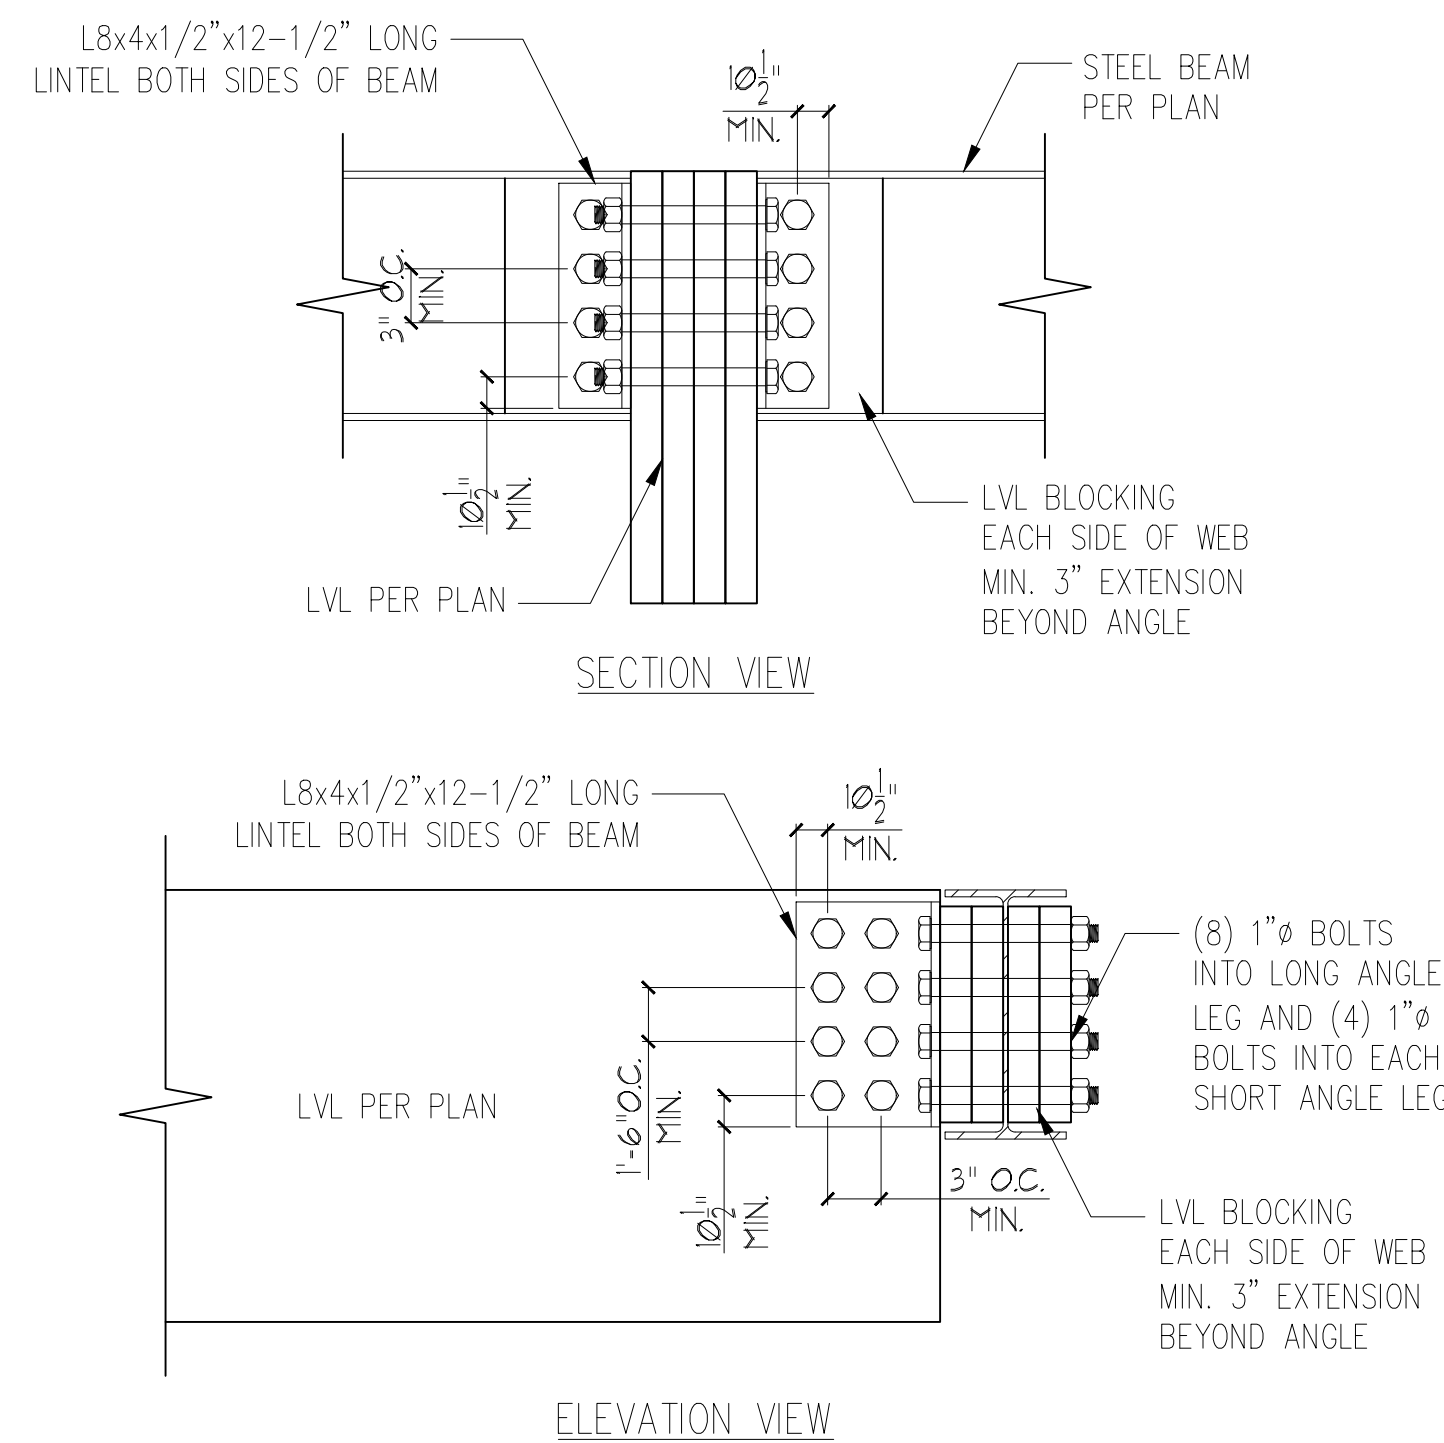 L8x4x1/2"x12-1/2" LONG
LINTEL BOTH SIDES OF BEAM
1Ø1/2"
MIN.
STEEL BEAM
PER PLAN
3" O.C.
MIN.
1Ø1/2"
MIN.
LVL PER PLAN
LVL BLOCKING
EACH SIDE OF WEB
MIN. 3" EXTENSION
BEYOND ANGLE
SECTION VIEW
L8x4x1/2"x12-1/2" LONG
LINTEL BOTH SIDES OF BEAM
1Ø1/2"
MIN.
(8) 1"ø BOLTS
INTO LONG ANGLE
LEG AND (4) 1"ø
BOLTS INTO EACH
SHORT ANGLE LEG
LVL PER PLAN
1'-6"O.C.
MIN.
1Ø1/2"
MIN.
3" O.C.
MIN.
LVL BLOCKING
EACH SIDE OF WEB
MIN. 3" EXTENSION
BEYOND ANGLE
ELEVATION VIEW